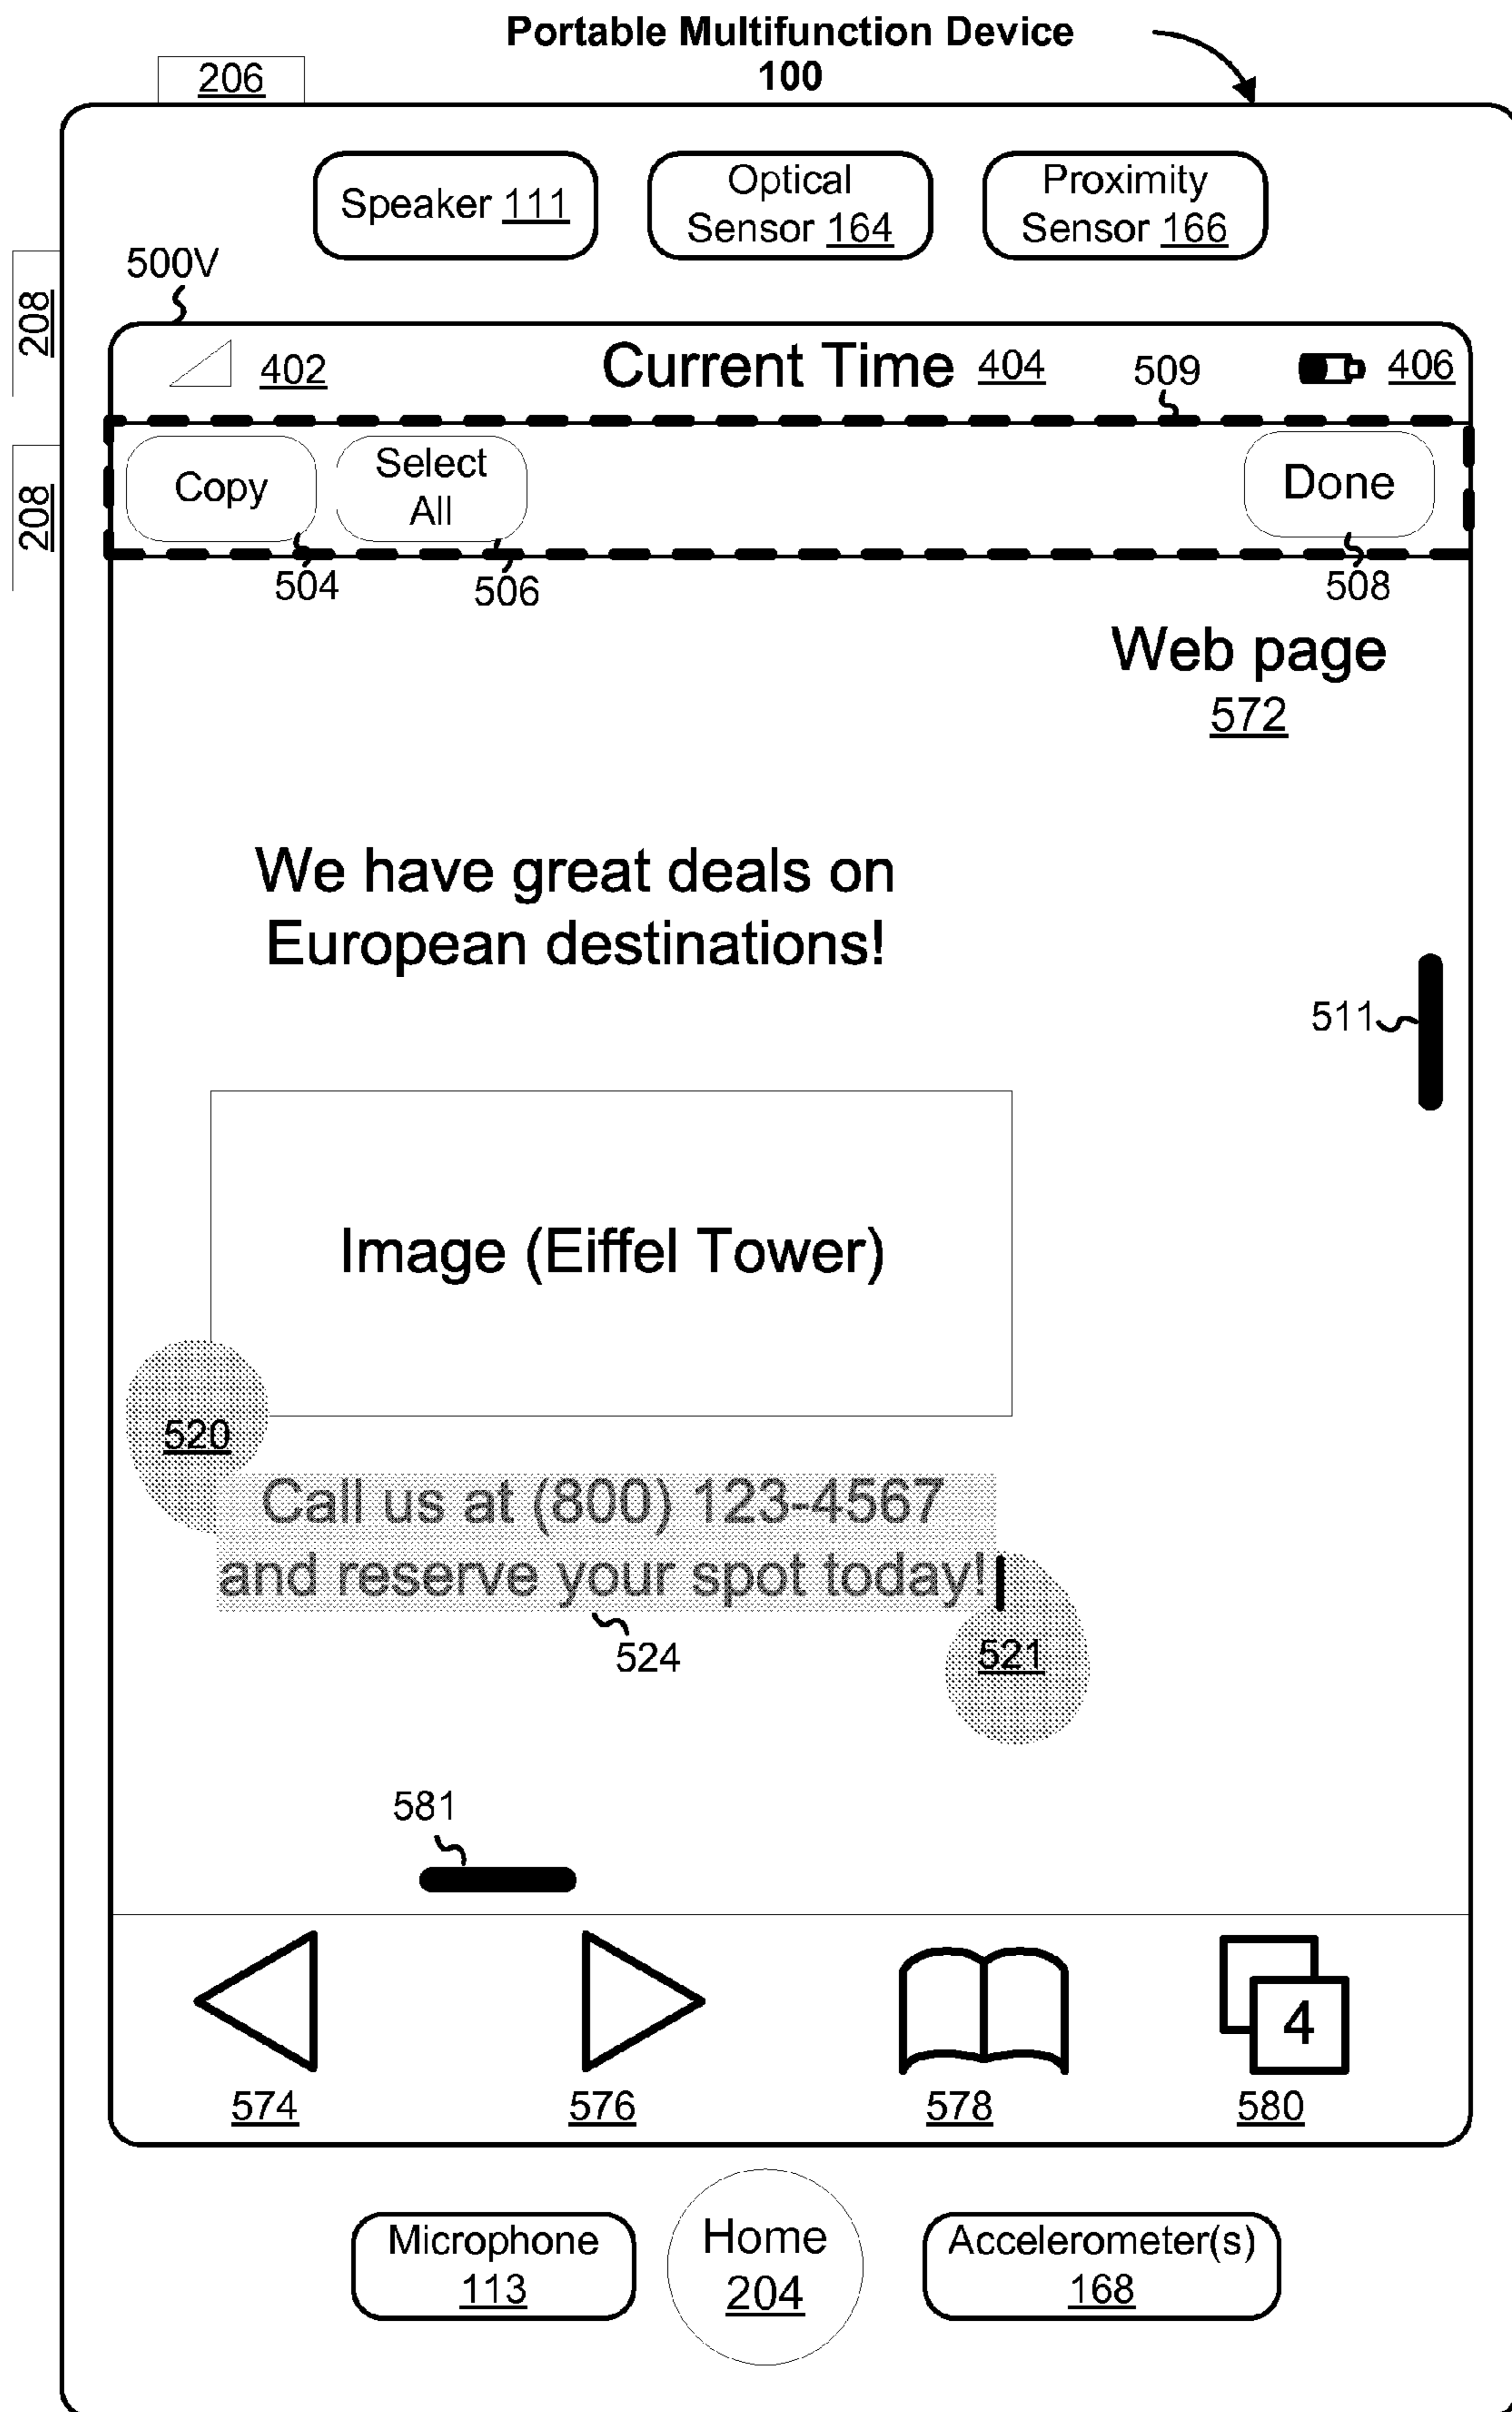 Portable Multifunction Device
100
206
Speaker 111
Optical
Sensor 164
Proximity
Sensor 166
500V
208
208
402
Current Time 404
509
406
Copy
Select
All
Done
504
506
508
Web page
572
We have great deals on
European destinations!
511
Image (Eiffel Tower)
520
Call us at (800) 123-4567
and reserve your spot today!
524
521
581
4
574
576
578
580
Microphone
113
Home
204
Accelerometer(s)
168